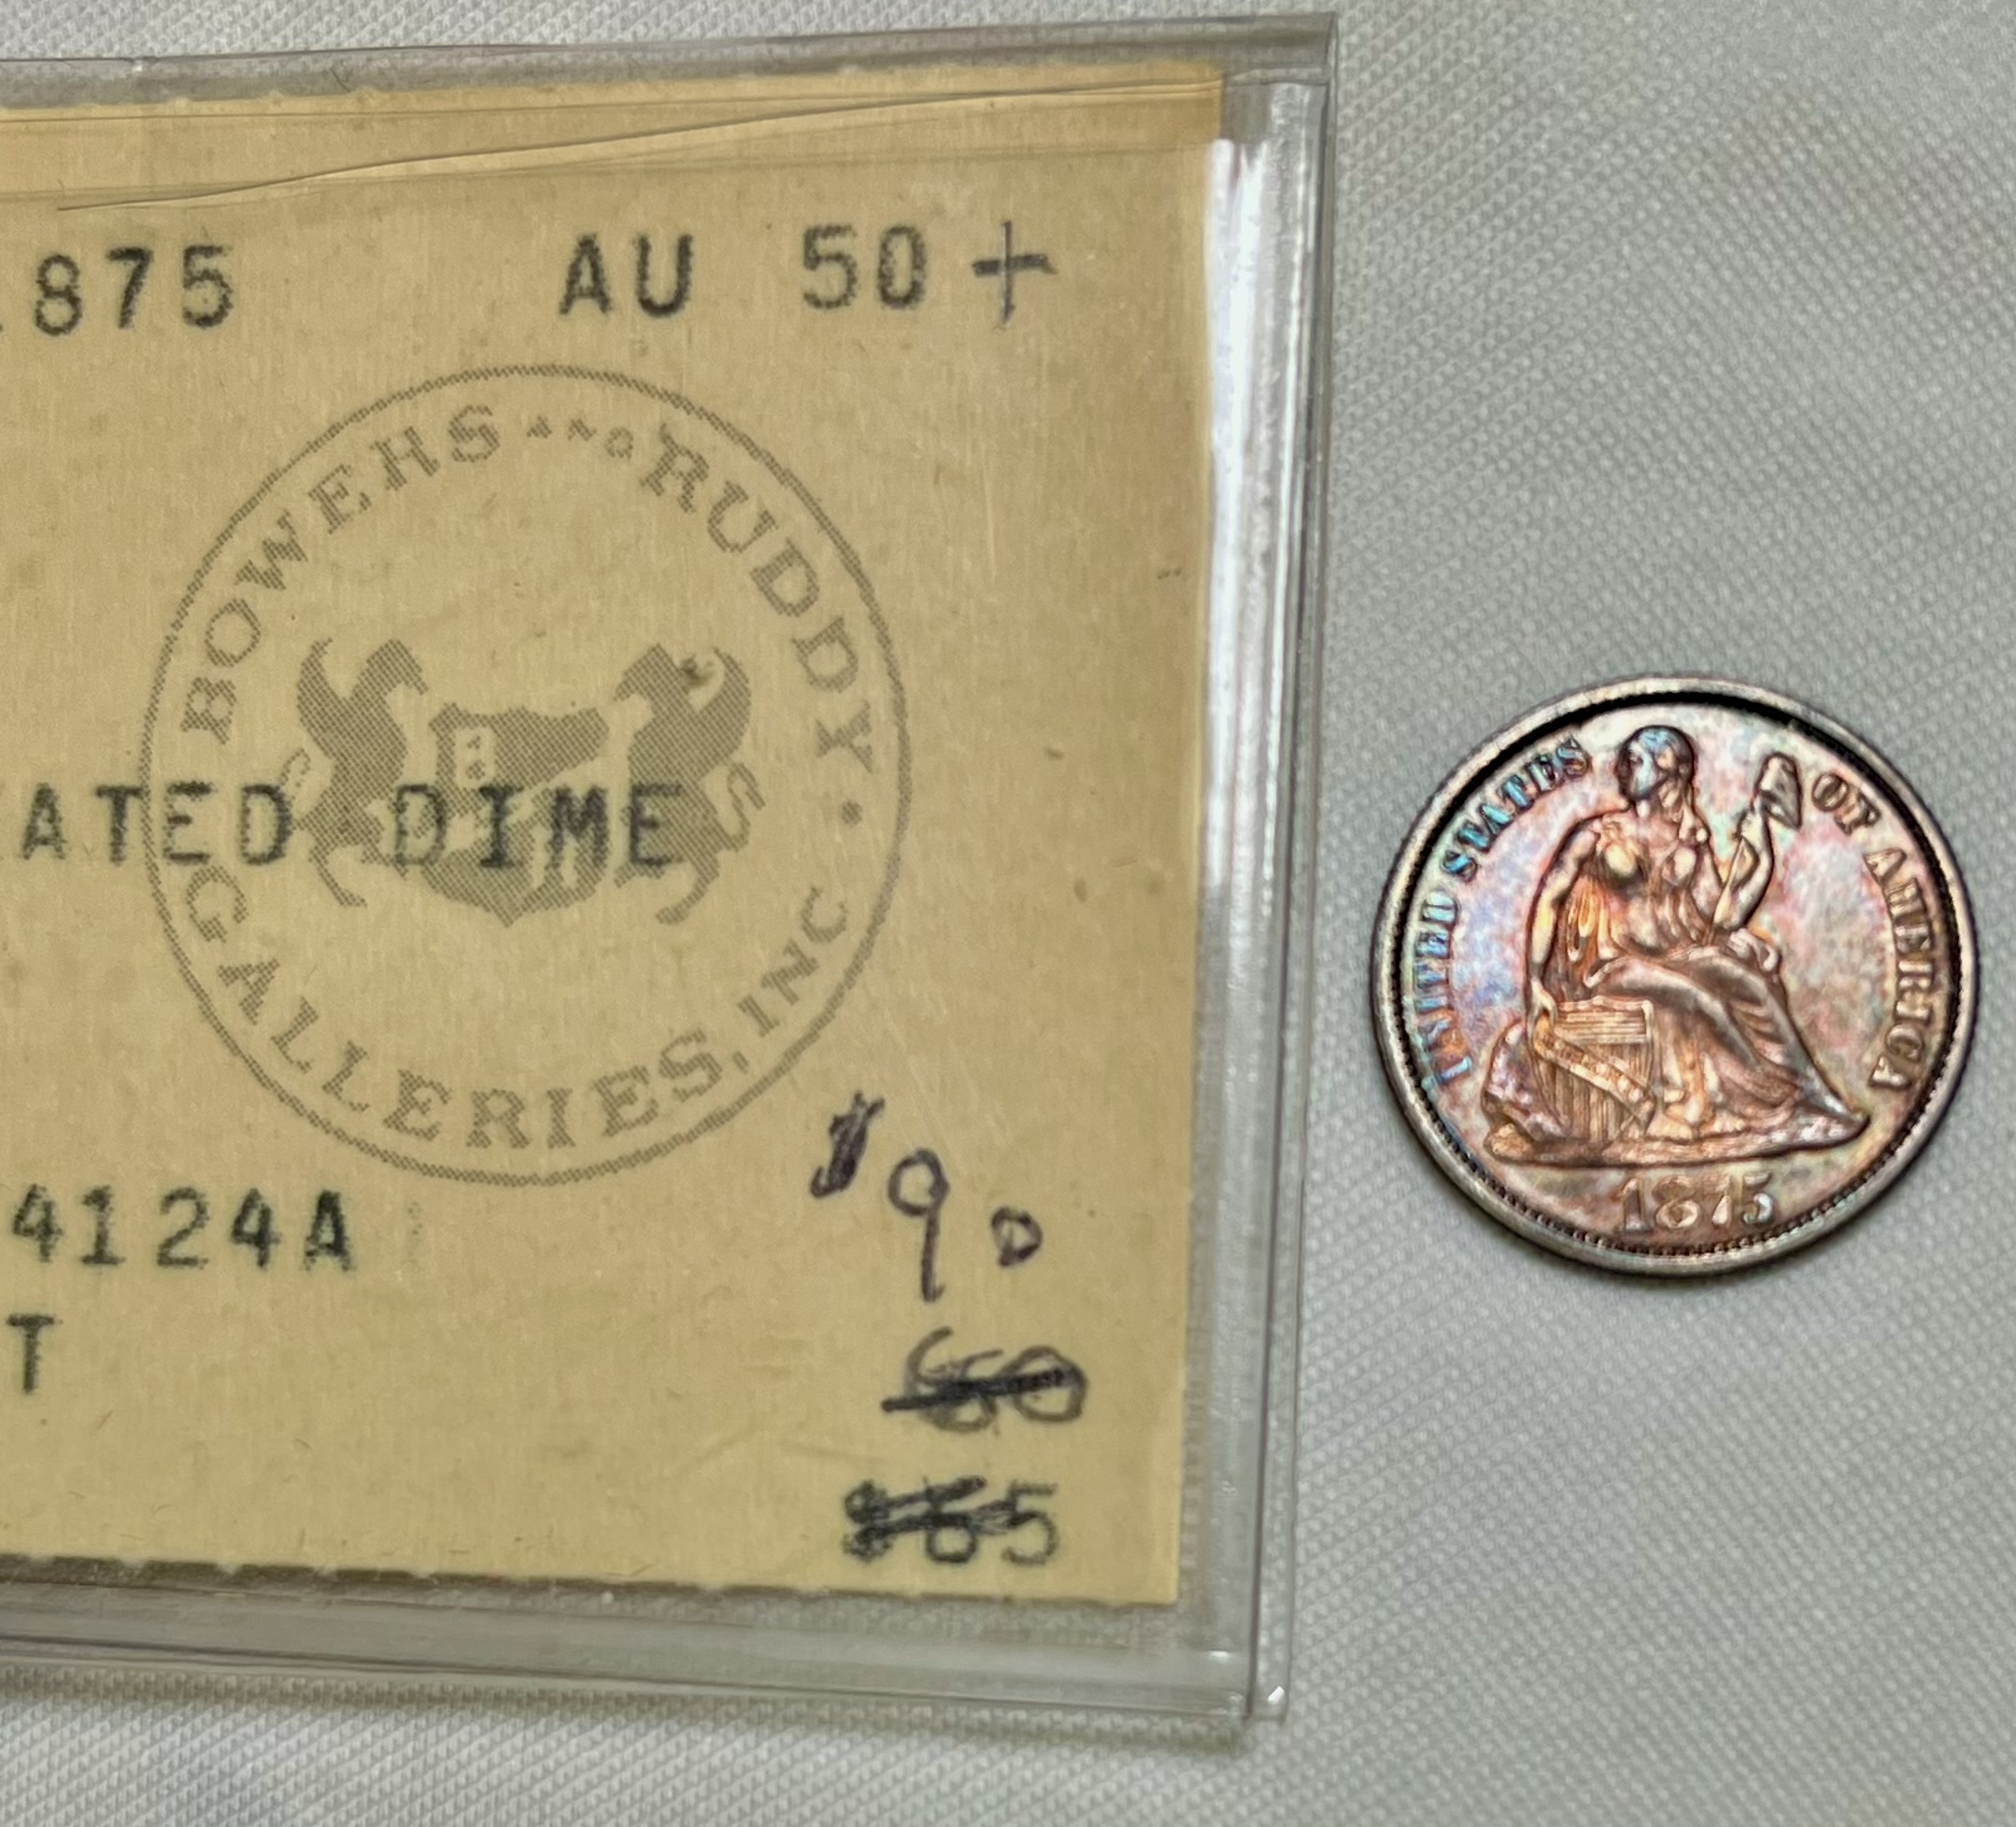 1875 AU 50+
BOWERS AND RUDDY
GALLERIES, INC.
ATED DIME
4124A
T
$90
60
$65
UNITED STATES OF AMERICA
1875